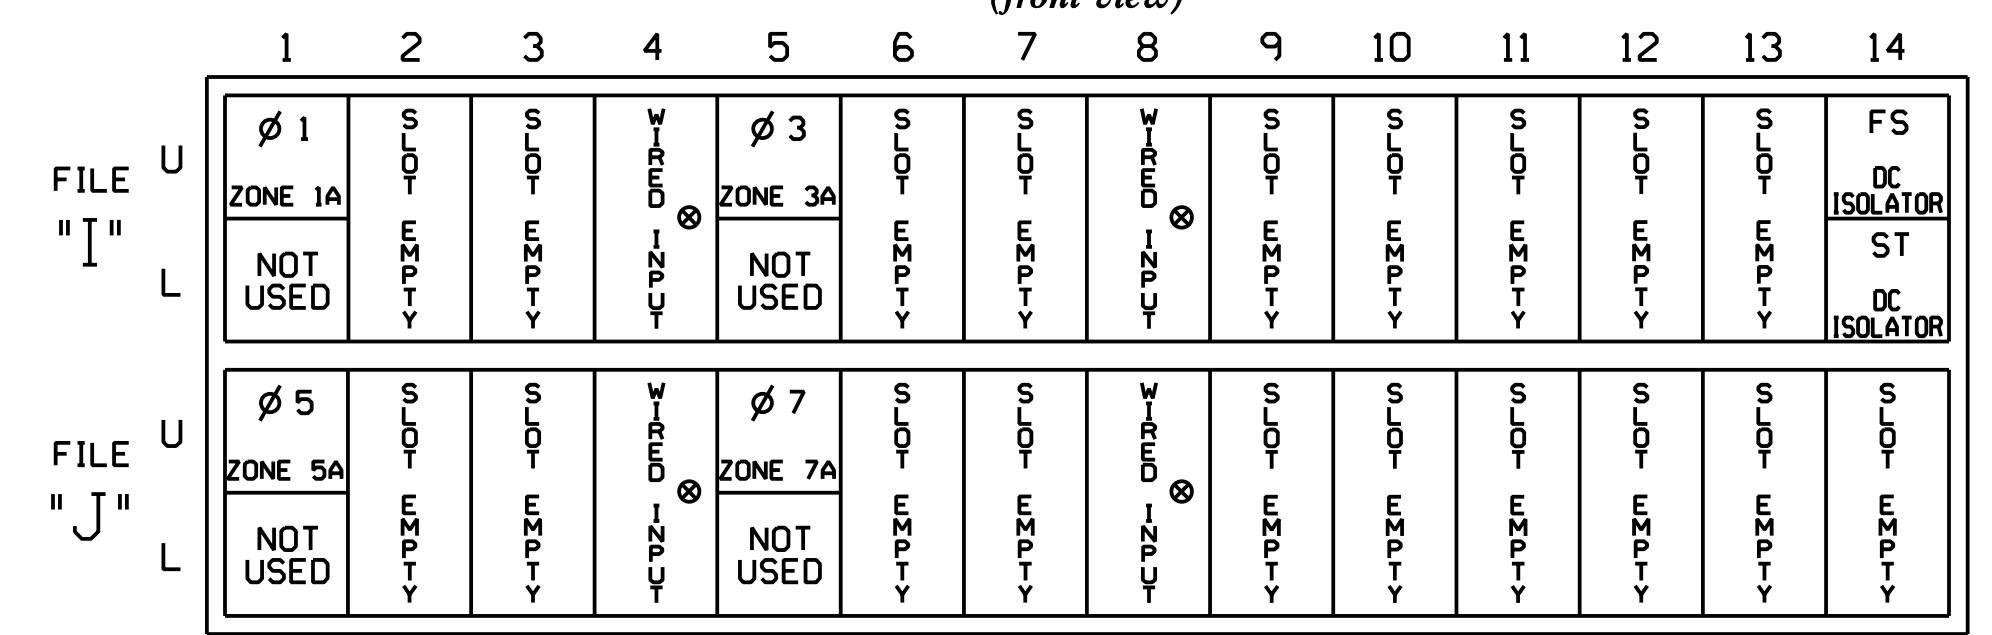 (front view)
1 2 3 4 5 6 7 8 9 10 11 12 13 14
FILE "I"
U
L
Ø 1
ZONE 1A
NOT
USED
SLOT EMPTY
SLOT EMPTY
WIRED INPUT
Ø 3
ZONE 3A
NOT
USED
SLOT EMPTY
SLOT EMPTY
WIRED INPUT
SLOT EMPTY
SLOT EMPTY
SLOT EMPTY
SLOT EMPTY
SLOT EMPTY
FS
DC
ISOLATOR
ST
DC
ISOLATOR
FILE "J"
U
L
Ø 5
ZONE 5A
NOT
USED
SLOT EMPTY
SLOT EMPTY
WIRED INPUT
Ø 7
ZONE 7A
NOT
USED
SLOT EMPTY
SLOT EMPTY
WIRED INPUT
SLOT EMPTY
SLOT EMPTY
SLOT EMPTY
SLOT EMPTY
SLOT EMPTY
SLOT EMPTY